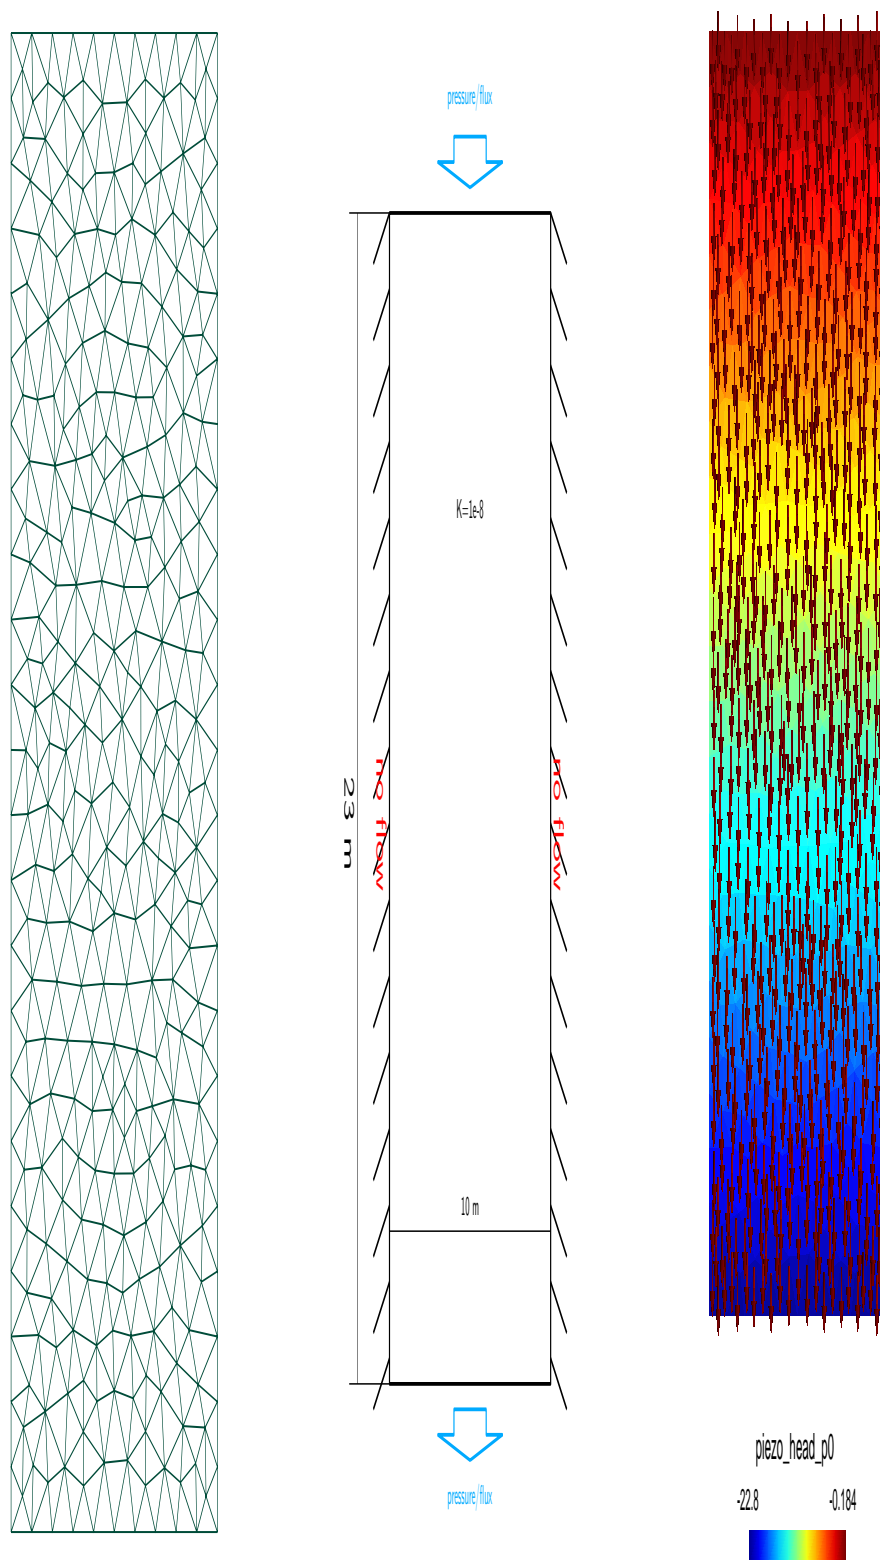 pressure/flux
K=1e-8
no flow
23 m
no flow
10 m
pressure/flux
piezo_head_p0
-22.8 -0.184